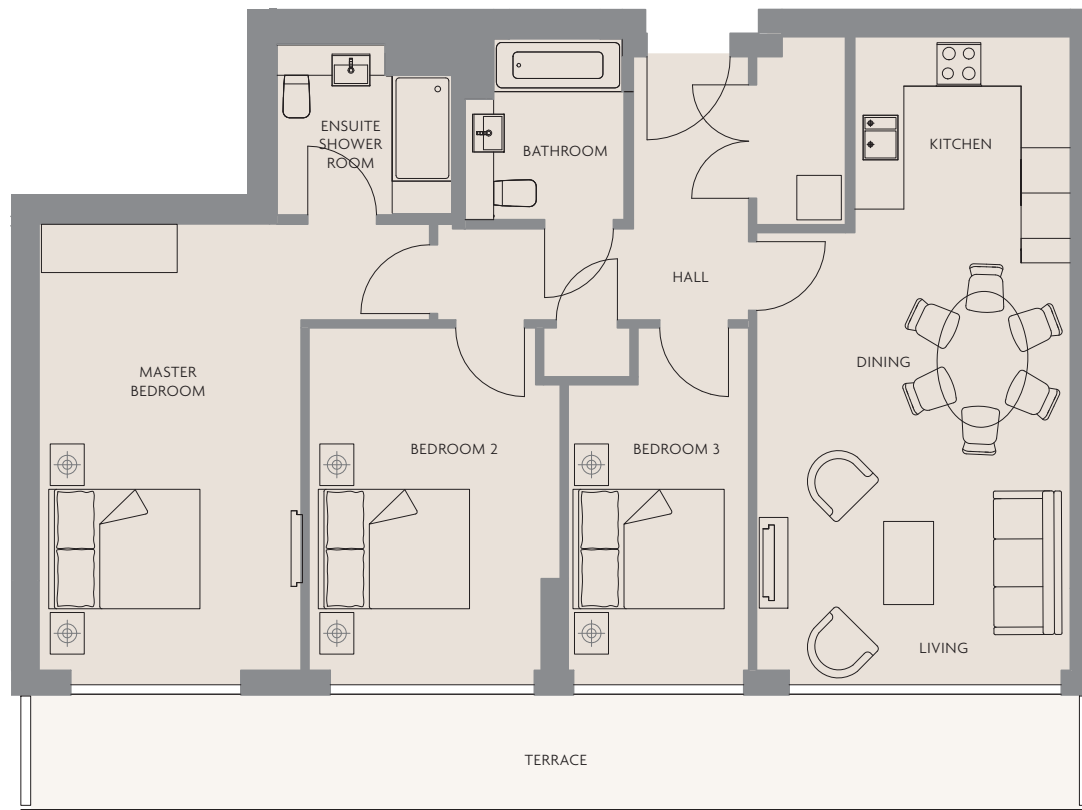 ENSUITE
SHOWER
ROOM
BATHROOM
KITCHEN
HALL
MASTER
BEDROOM
DINING
BEDROOM 2
BEDROOM 3
LIVING
TERRACE